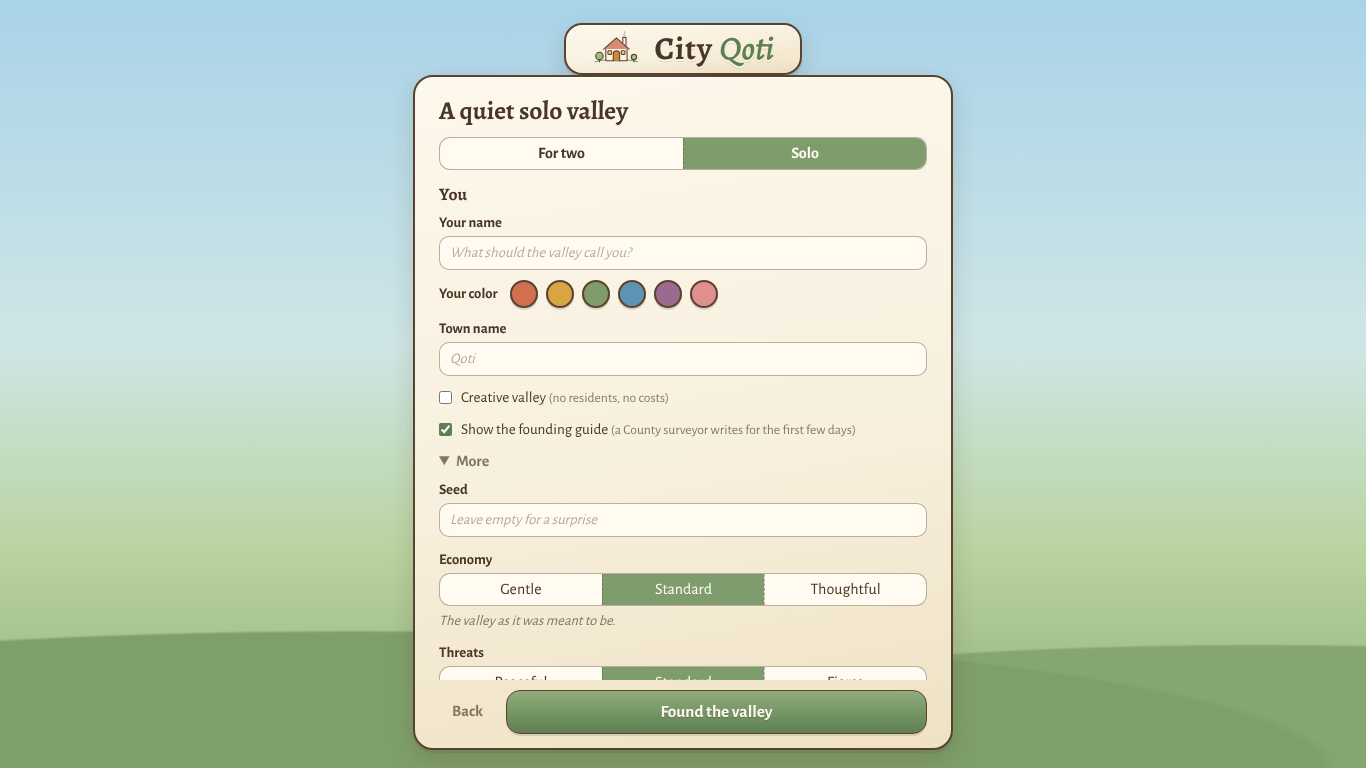 City Qoti
A quiet solo valley
For two
Solo
You
Your name
What should the valley call you?
Your color
Town name
Qoti
Creative valley (no residents, no costs)
Show the founding guide (a County surveyor writes for the first few days)
▼ More
Seed
Leave empty for a surprise
Economy
Gentle
Standard
Thoughtful
The valley as it was meant to be.
Threats
Peaceful
Standard
Fierce
Back
Found the valley